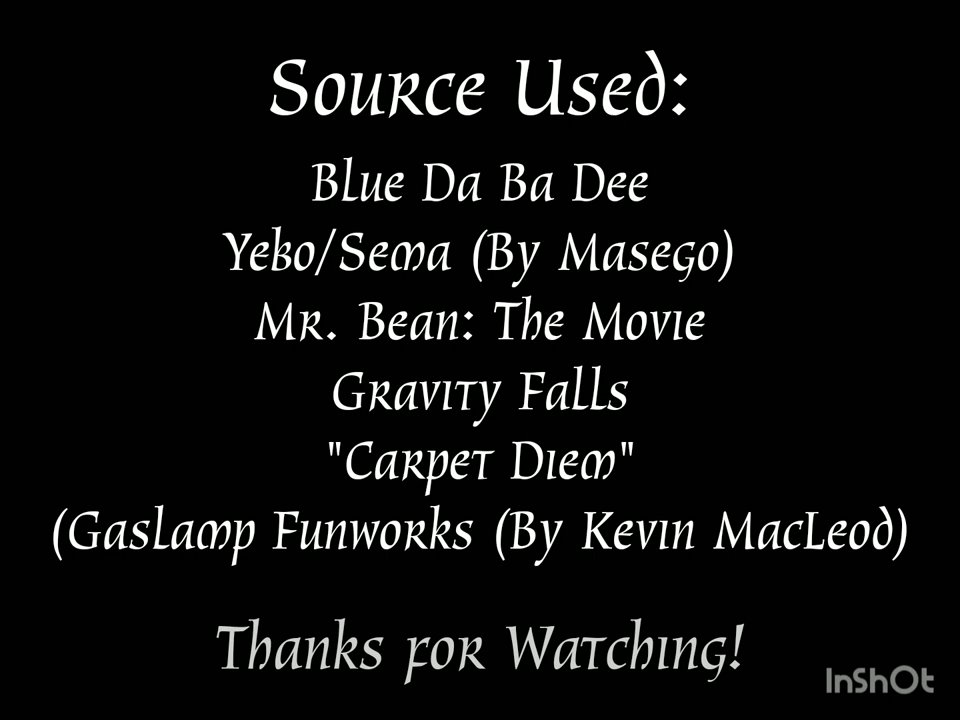 Source Used:
Blue Da Ba Dee
Yebo/Sema (By Masego)
Mr. Bean: The Movie
Gravity Falls
"Carpet Diem"
(Gaslamp Funworks (By Kevin MacLeod)
Thanks for Watching!
InShOt